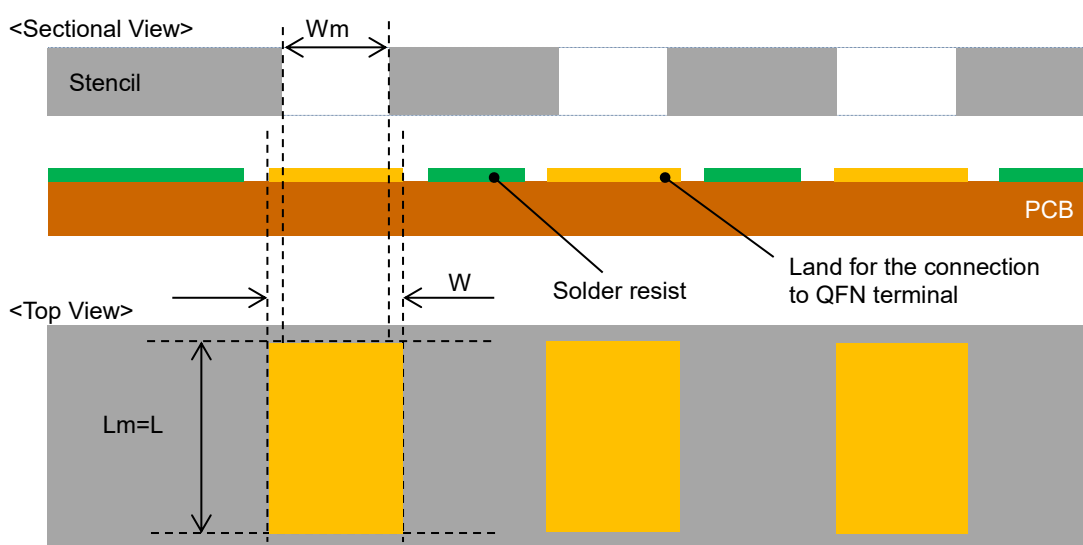 <Sectional View>
Wm
Stencil
PCB
Land for the connection
to QFN terminal
Solder resist
W
<Top View>
Lm=L